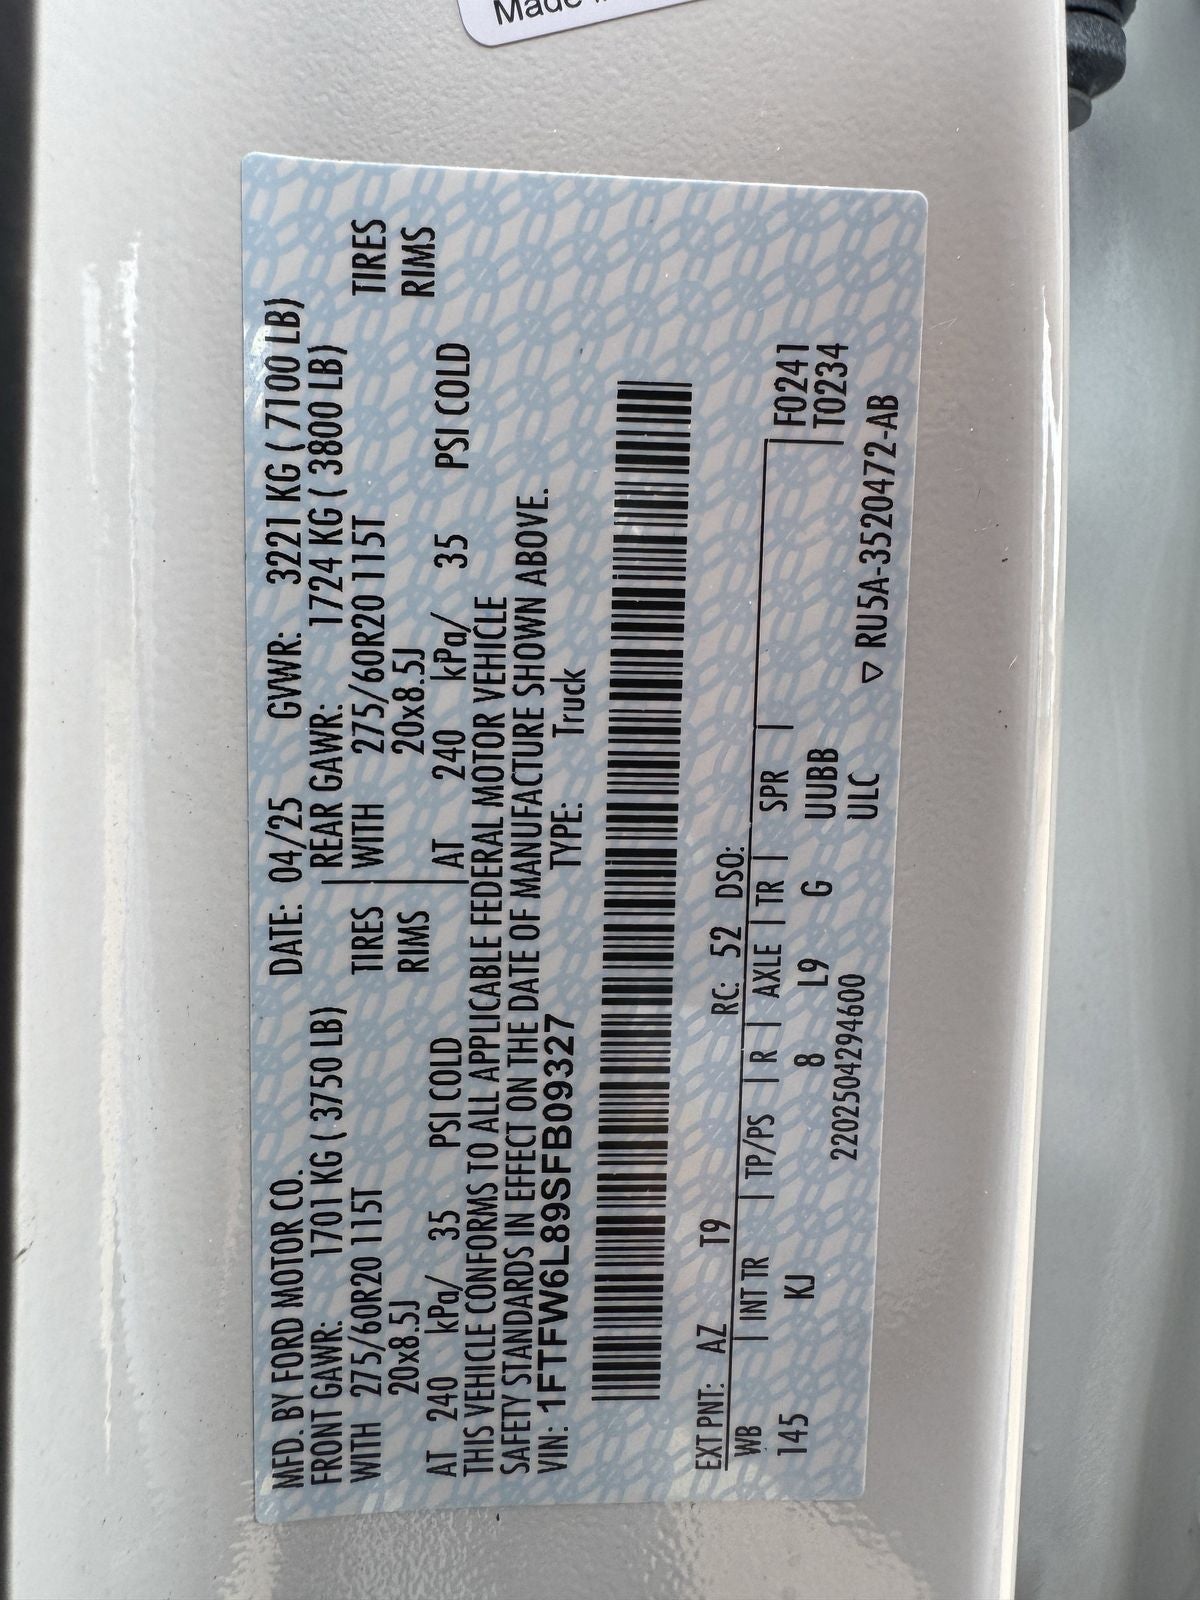 Made
MFD. BY FORD MOTOR CO. DATE: 04/25 GVWR: 3221 KG ( 7100 LB)
FRONT GAWR: 1701 KG ( 3750 LB) REAR GAWR: 1724 KG ( 3800 LB)
WITH 275/60R20 115T TIRES WITH 275/60R20 115T TIRES
20x8.5J RIMS 20x8.5J RIMS
AT 240 kPa/ 35 PSI COLD AT 240 kPa/ 35 PSI COLD
THIS VEHICLE CONFORMS TO ALL APPLICABLE FEDERAL MOTOR VEHICLE
SAFETY STANDARDS IN EFFECT ON THE DATE OF MANUFACTURE SHOWN ABOVE.
VIN: 1FTFW6L89SFB09327 TYPE: Truck
EXT PNT: AZ T9 RC: 52 DSO:
WB | INT TR | TP/PS | R | AXLE | TR | SPR | F0241
145 KJ 8 L9 G UUBB T0234
2202504294600 ULC ▽ RU5A-3520472-AB